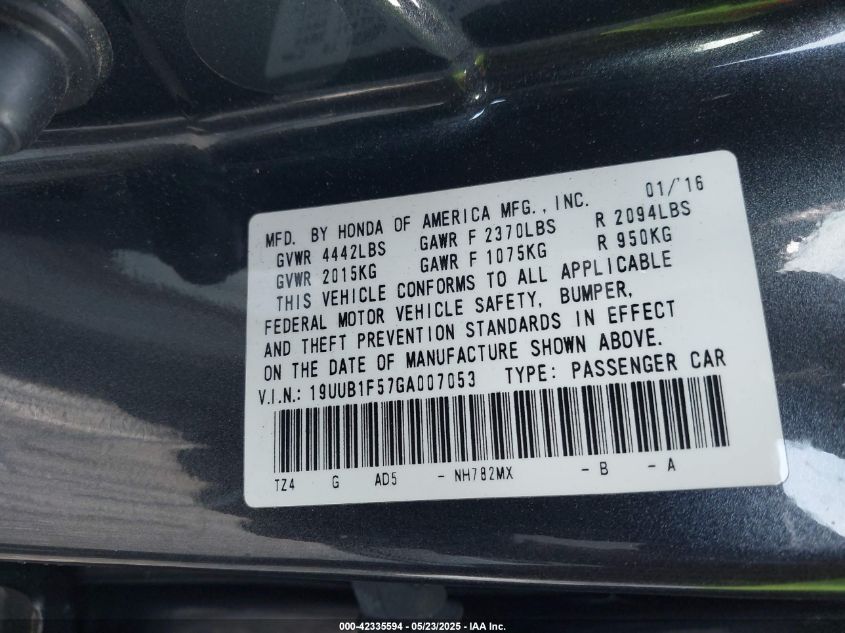 01/'16
MFD. BY HONDA OF AMERICA MFG., INC.
GVWR 4442LBS GAWR F 2370LBS R 2094LBS
GVWR 2015KG GAWR F 1075KG R 950KG
THIS VEHICLE CONFORMS TO ALL APPLICABLE
FEDERAL MOTOR VEHICLE SAFETY, BUMPER,
AND THEFT PREVENTION STANDARDS IN EFFECT
ON THE DATE OF MANUFACTURE SHOWN ABOVE.
V.I.N.: 19UUB1F57GA007053 TYPE: PASSENGER CAR
TZ4 G AD5 - NH782MX - B - A
000-42335594 - 05/23/2025 - IAA Inc.